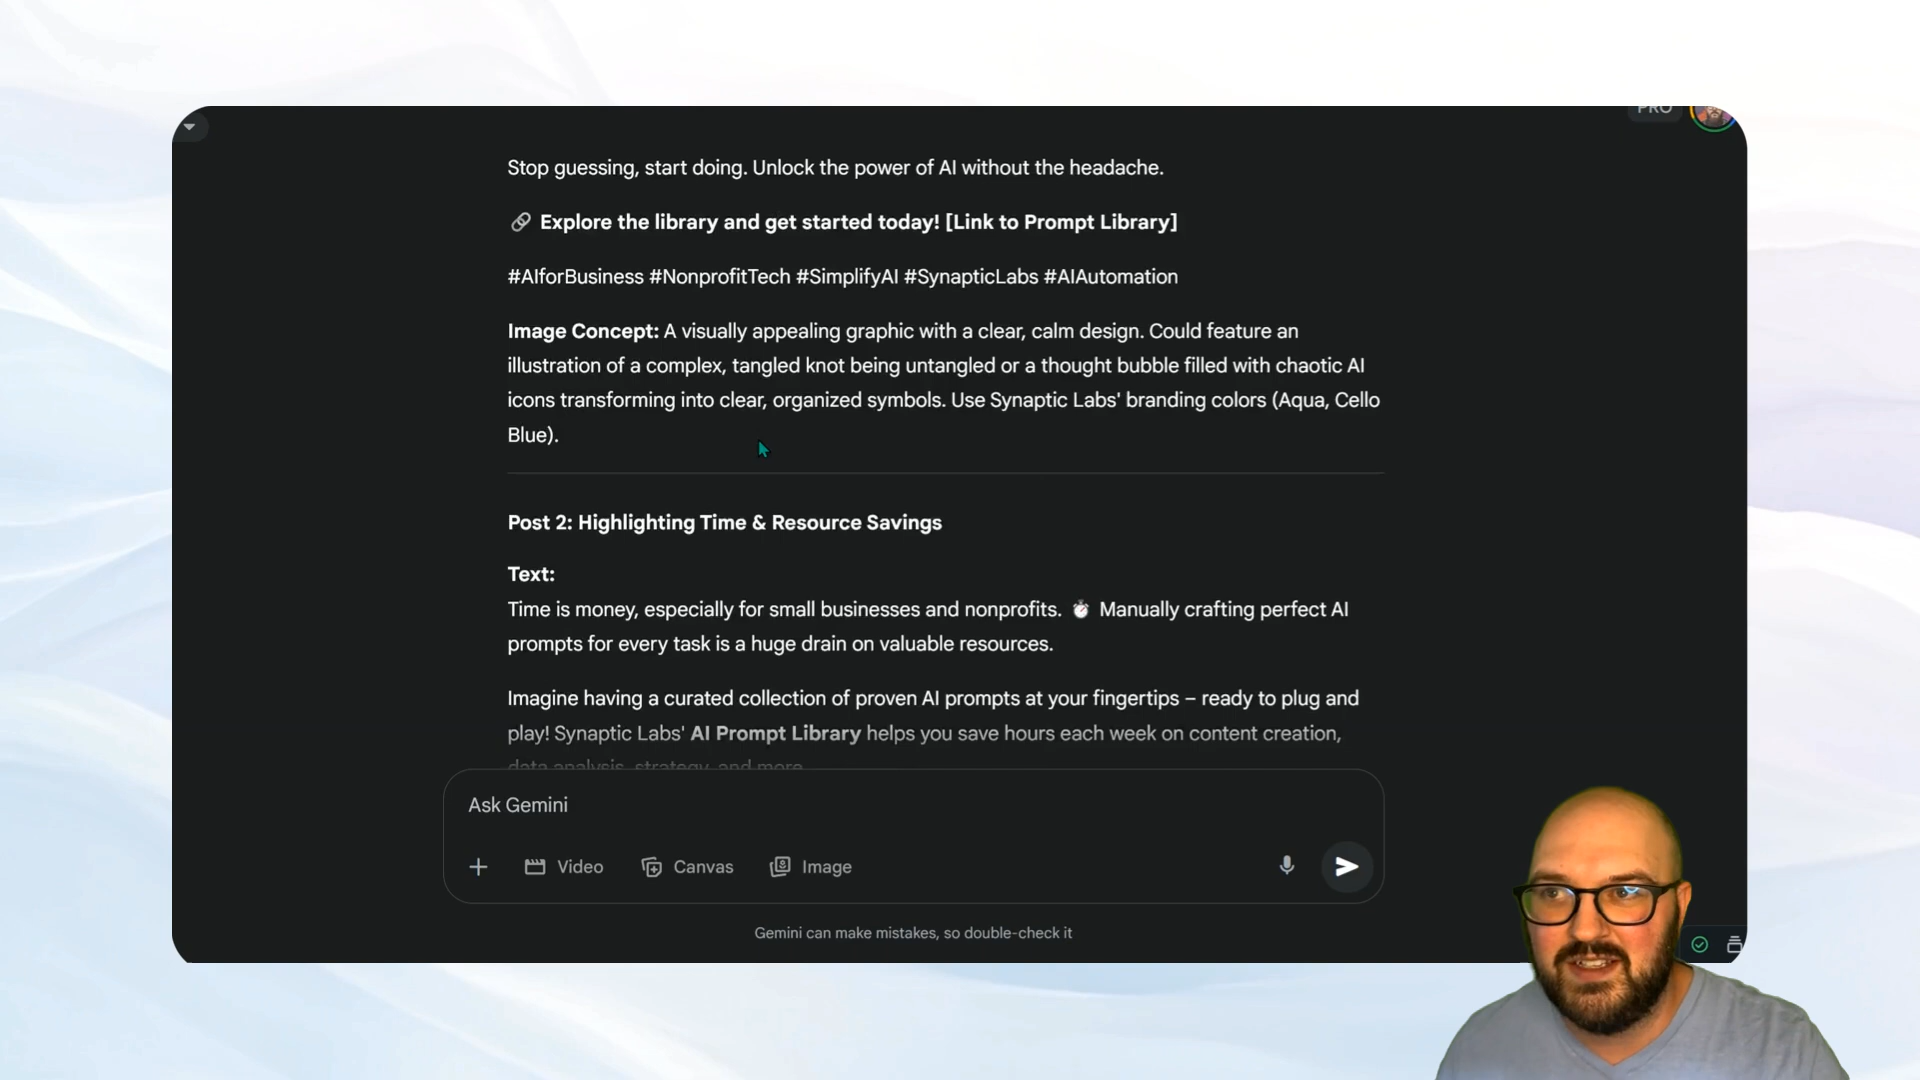 PRO
Stop guessing, start doing. Unlock the power of AI without the headache.
🔗 Explore the library and get started today! [Link to Prompt Library]
#AIforBusiness #NonprofitTech #SimplifyAI #SynapticLabs #AIAutomation
Image Concept: A visually appealing graphic with a clear, calm design. Could feature an
illustration of a complex, tangled knot being untangled or a thought bubble filled with chaotic AI
icons transforming into clear, organized symbols. Use Synaptic Labs' branding colors (Aqua, Cello
Blue).
Post 2: Highlighting Time & Resource Savings
Text:
Time is money, especially for small businesses and nonprofits. ⏱️ Manually crafting perfect AI
prompts for every task is a huge drain on valuable resources.
Imagine having a curated collection of proven AI prompts at your fingertips – ready to plug and
play! Synaptic Labs' AI Prompt Library helps you save hours each week on content creation,
data analysis, strategy, and more.
Ask Gemini
Video Canvas Image
Gemini can make mistakes, so double-check it